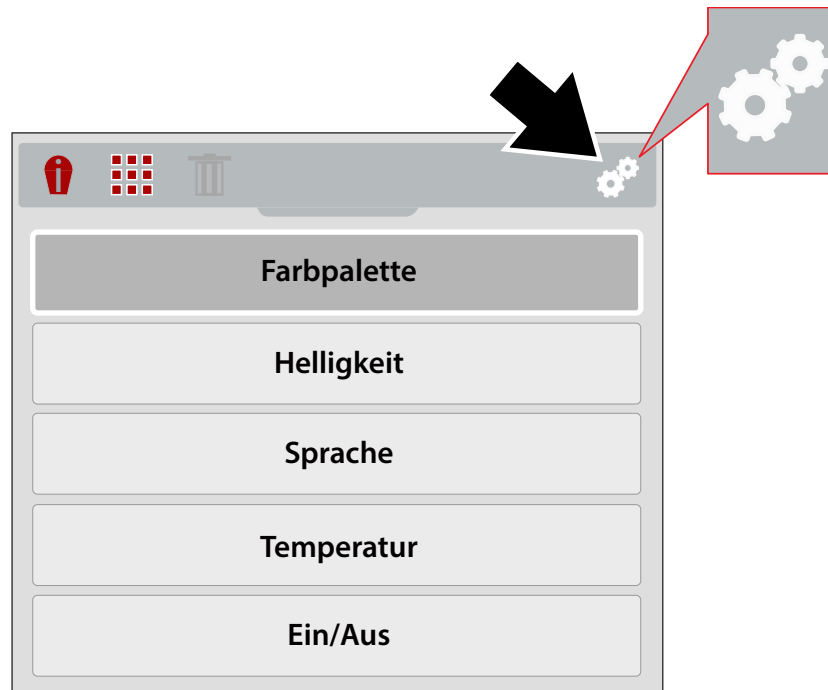 Farbpalette
Helligkeit
Sprache
Temperatur
Ein/Aus